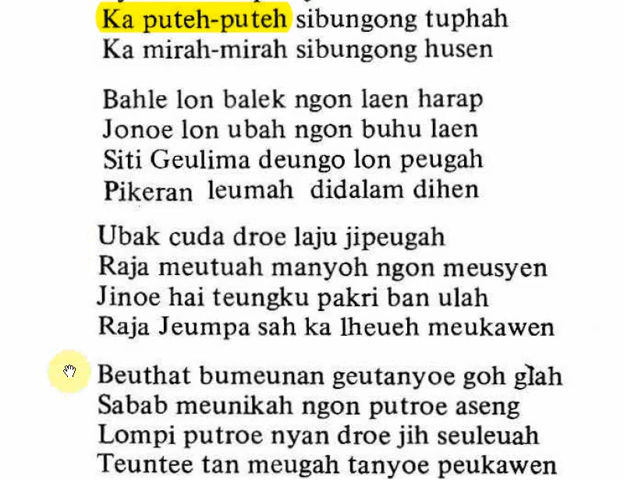 Ka puteh-puteh sibungong tuphah
Ka mirah-mirah sibungong husen
Bahle lon balek ngon laen harap
Jonoe lon ubah ngon buhu laen
Siti Geulima deungo lon peugah
Pikeran leumah didalam dihen
Ubak cuda droe laju jipeugah
Raja meutuah manyoh ngon meusyen
Jinoe hai teungku pakri ban ulah
Raja Jeumpa sah ka lheueh meukawen
Beuthat bumeunan geutanyoe goh glah
Sabab meunikah ngon putroe aseng
Lompi putroe nyan droe jih seuleuah
Teuntee tan meugah tanyoe peukawen